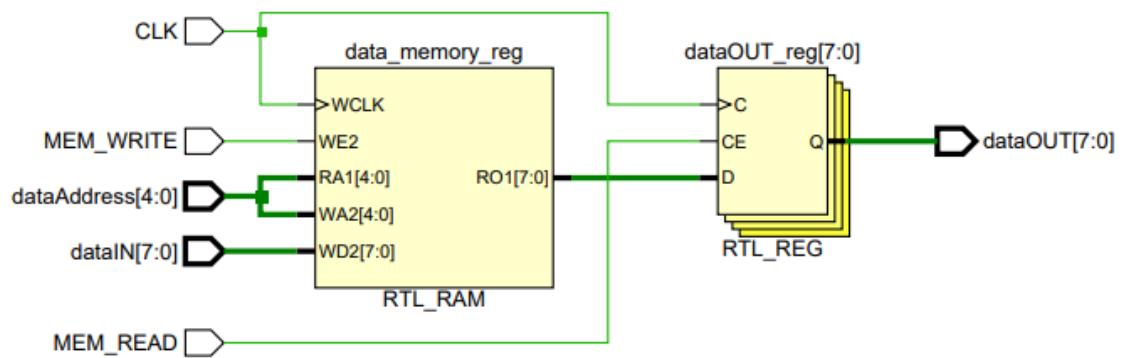 CLK
data_memory_reg
dataOUT_reg[7:0]
WCLK
C
MEM_WRITE
WE2
CE
Q
dataOUT[7:0]
dataAddress[4:0]
RA1[4:0]
RO1[7:0]
D
WA2[4:0]
dataIN[7:0]
WD2[7:0]
RTL_REG
RTL_RAM
MEM_READ